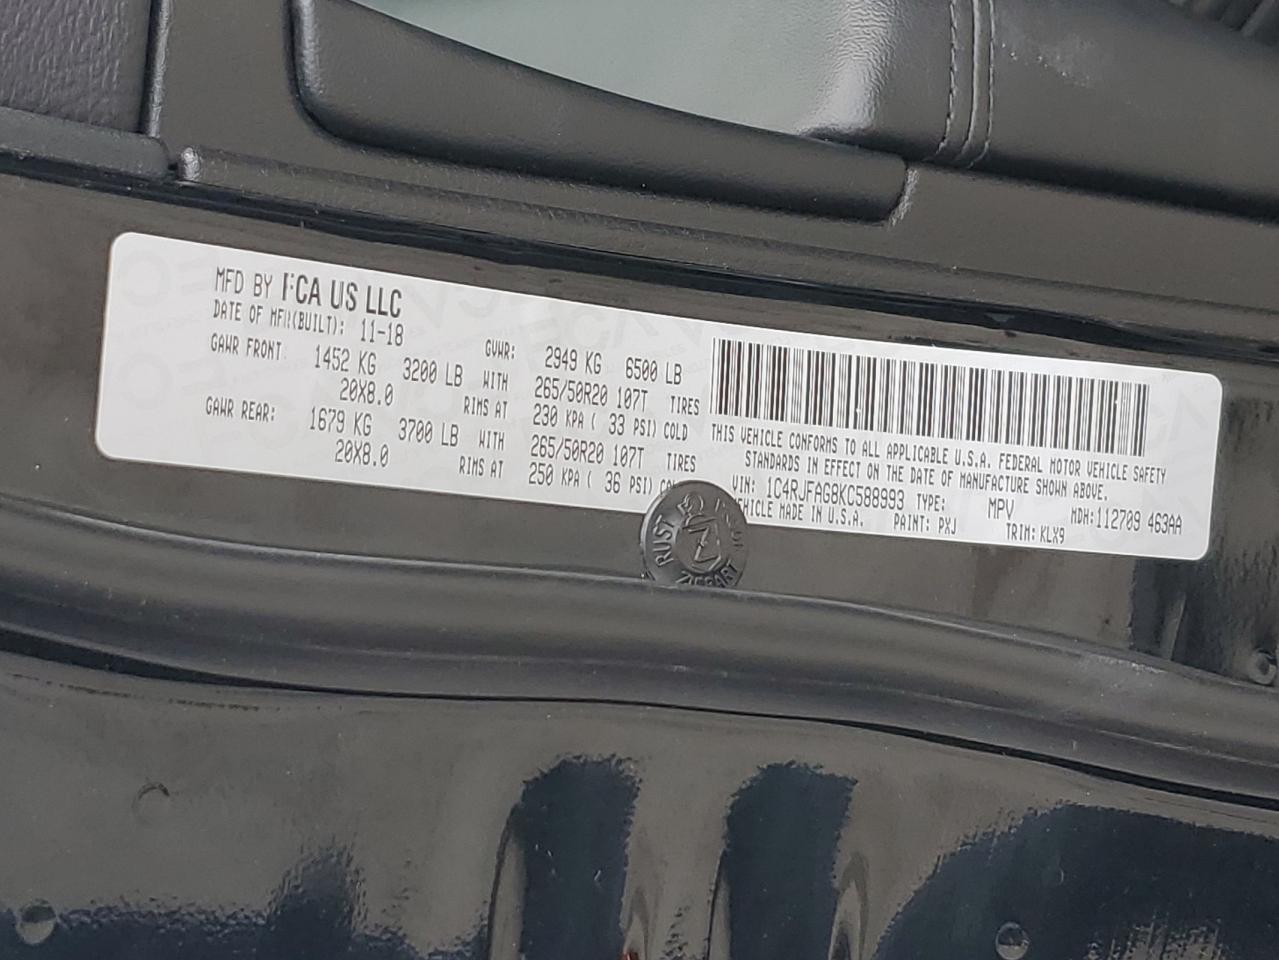 MFD BY FCA US LLC
DATE OF MFR(BUILT): 11-18 GVWR: 2949 KG 6500 LB
GAWR FRONT 1452 KG 3200 LB WITH 265/50R20 107T TIRES
20X8.0 RIMS AT 230 KPA ( 33 PSI) COLD
GAWR REAR: 1679 KG 3700 LB WITH 265/50R20 107T TIRES
20X8.0 RIMS AT 250 KPA ( 36 PSI)
THIS VEHICLE CONFORMS TO ALL APPLICABLE U.S.A. FEDERAL MOTOR VEHICLE SAFETY
STANDARDS IN EFFECT ON THE DATE OF MANUFACTURE SHOWN ABOVE.
VIN: 1C4RJFAG8KC588993 TYPE: MPV MDH:112709 463AA
VEHICLE MADE IN U.S.A. PAINT: PXJ TRIM: KLX9
RUST
ZIEBART